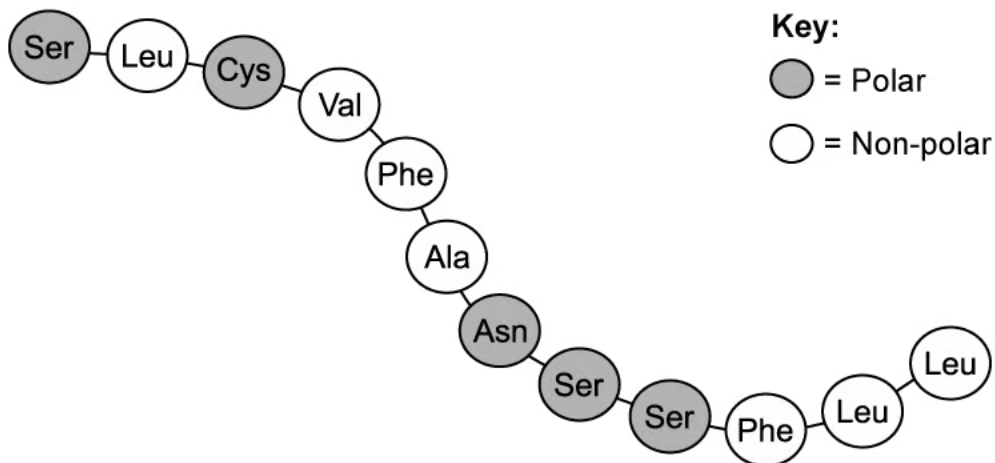 Ser
Leu
Cys
Val
Phe
Ala
Asn
Ser
Ser
Phe
Leu
Leu
Key:
= Polar
= Non-polar